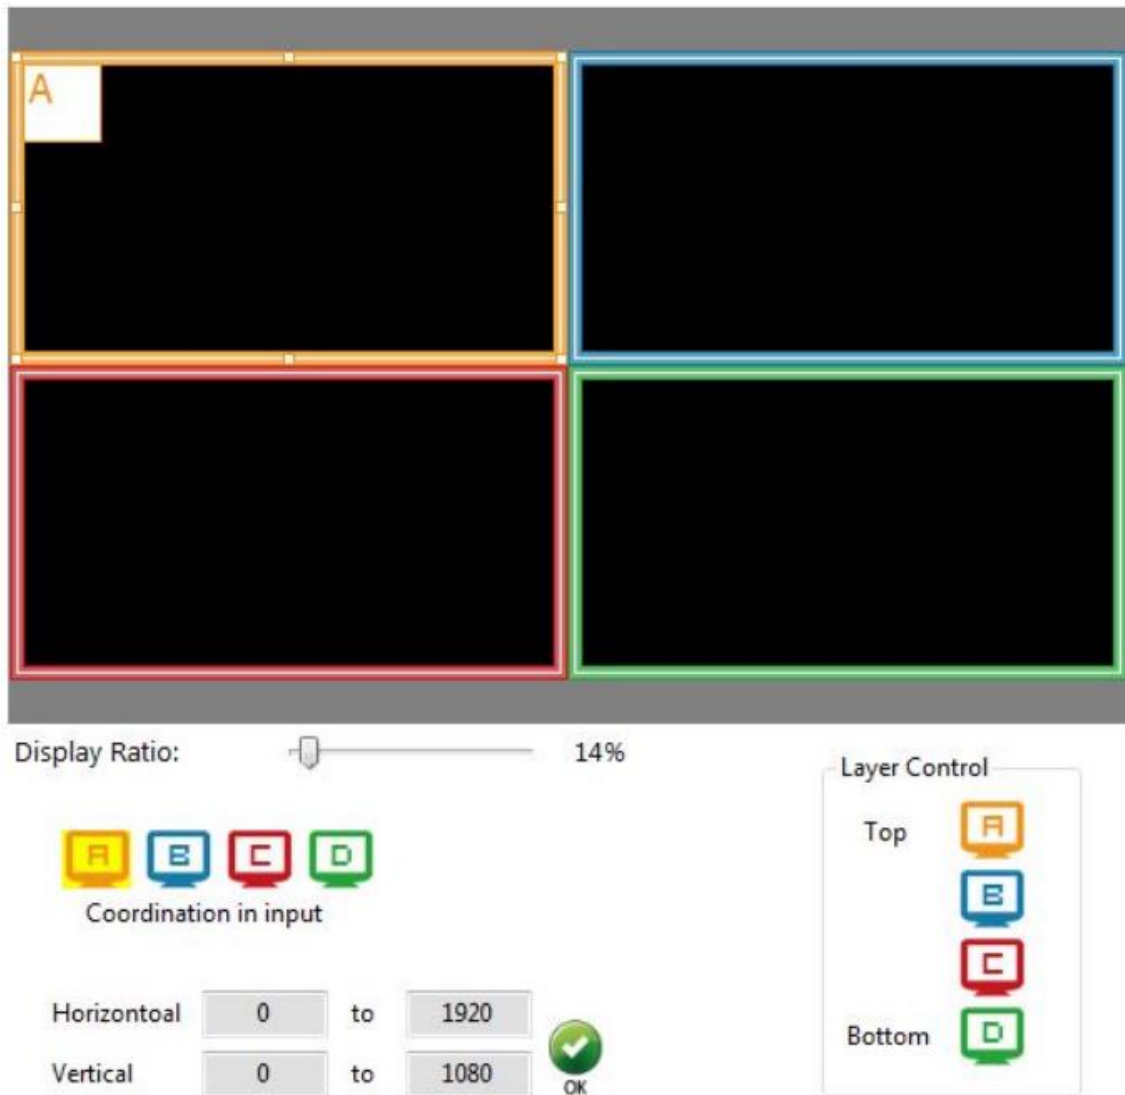 A
Display Ratio: 14%
Layer Control
Top A
A B C D
B
Coordination in input
C
Horizontoal 0 to 1920
Bottom D
Vertical 0 to 1080
OK